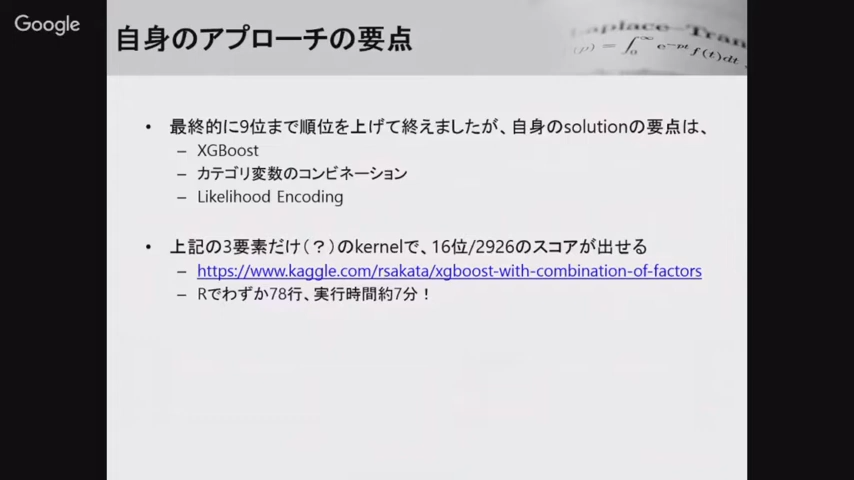 Google
自身のアプローチの要点
Laplace-Tran
(p) = ∫₀^∞ e^-pt f(t)dt
• 最終的に9位まで順位を上げて終えましたが、自身のsolutionの要点は、
– XGBoost
– カテゴリ変数のコンビネーション
– Likelihood Encoding
• 上記の3要素だけ（？）のkernelで、16位/2926のスコアが出せる
– https://www.kaggle.com/rsakata/xgboost-with-combination-of-factors
– Rでわずか78行、実行時間約7分！